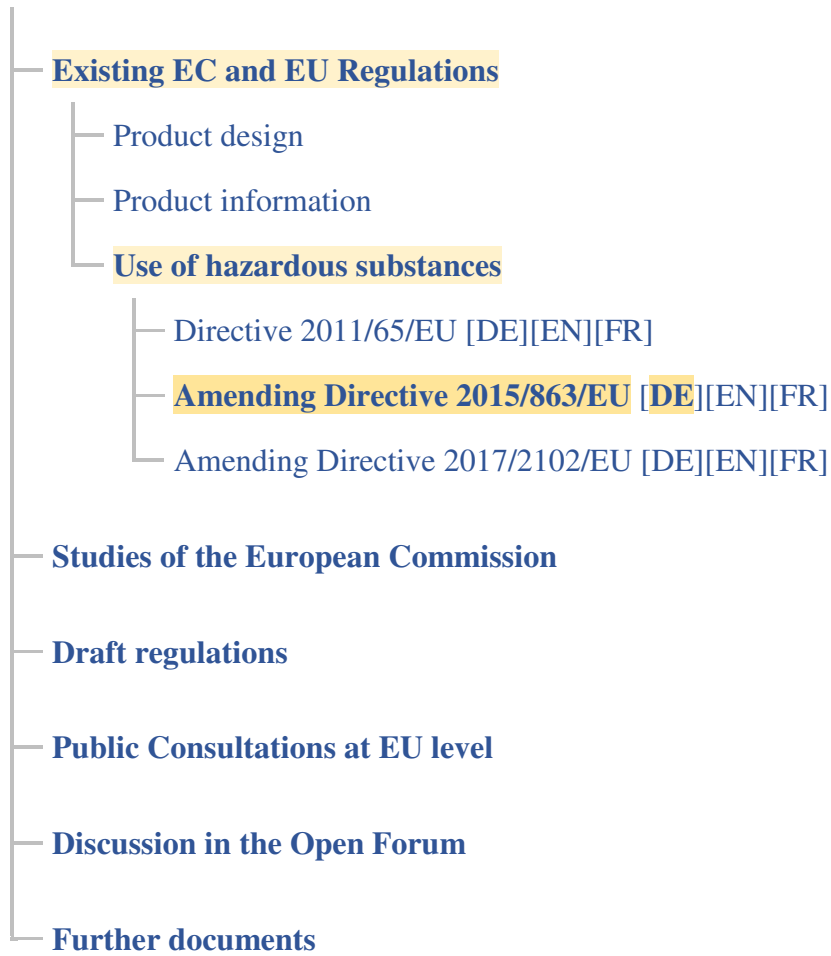 Existing EC and EU Regulations
Product design
Product information
Use of hazardous substances
Directive 2011/65/EU [DE][EN][FR]
Amending Directive 2015/863/EU [DE][EN][FR]
Amending Directive 2017/2102/EU [DE][EN][FR]
Studies of the European Commission
Draft regulations
Public Consultations at EU level
Discussion in the Open Forum
Further documents